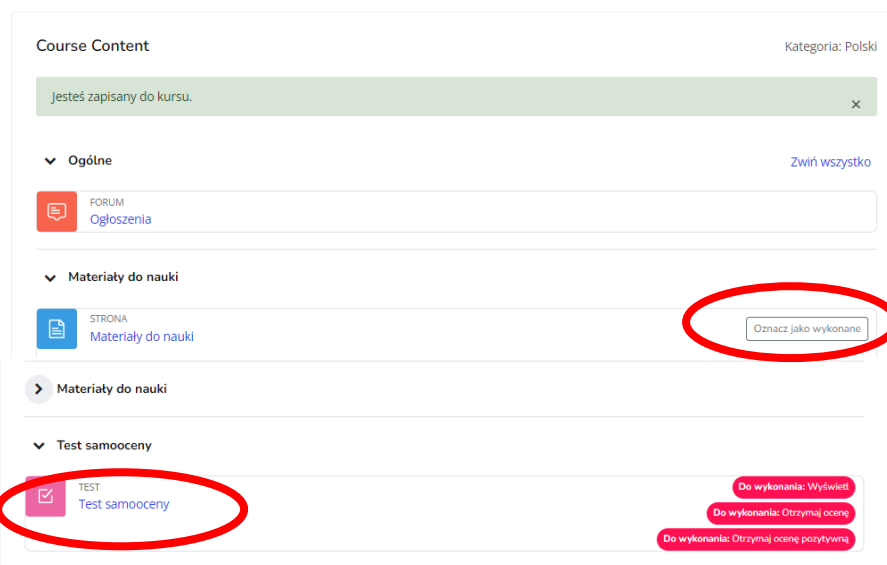 Course Content
Kategoria: Polski
Jesteś zapisany do kursu.
×
Ogólne
Zwiń wszystko
FORUM
Ogłoszenia
Materiały do nauki
STRONA
Materiały do nauki
Oznacz jako wykonane
Materiały do nauki
Test samooceny
TEST
Test samooceny
Do wykonania: Wyświetl
Do wykonania: Otrzymaj ocenę
Do wykonania: Otrzymaj ocenę pozytywną